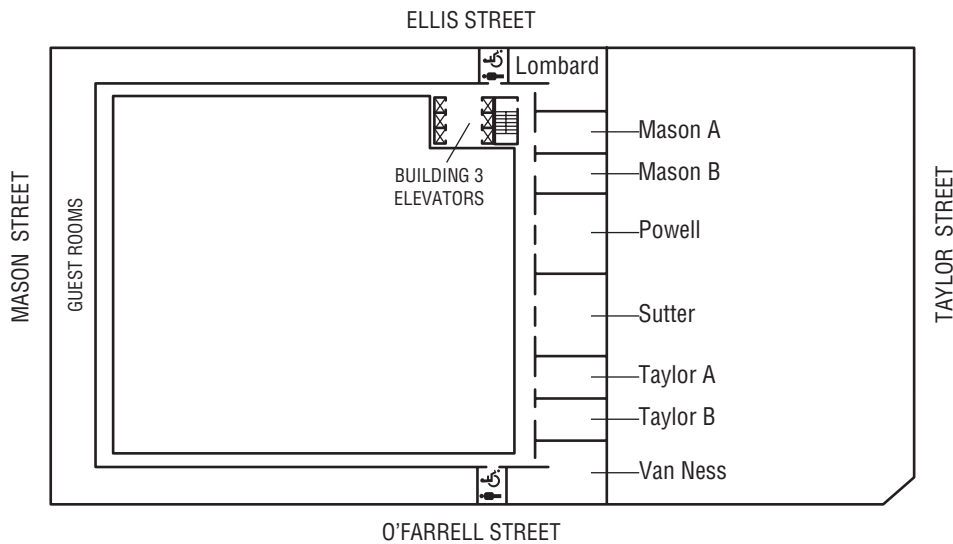 ELLIS STREET
Lombard
Mason A
Mason B
BUILDING 3
ELEVATORS
Powell
MASON STREET
GUEST ROOMS
TAYLOR STREET
Sutter
Taylor A
Taylor B
Van Ness
O'FARRELL STREET